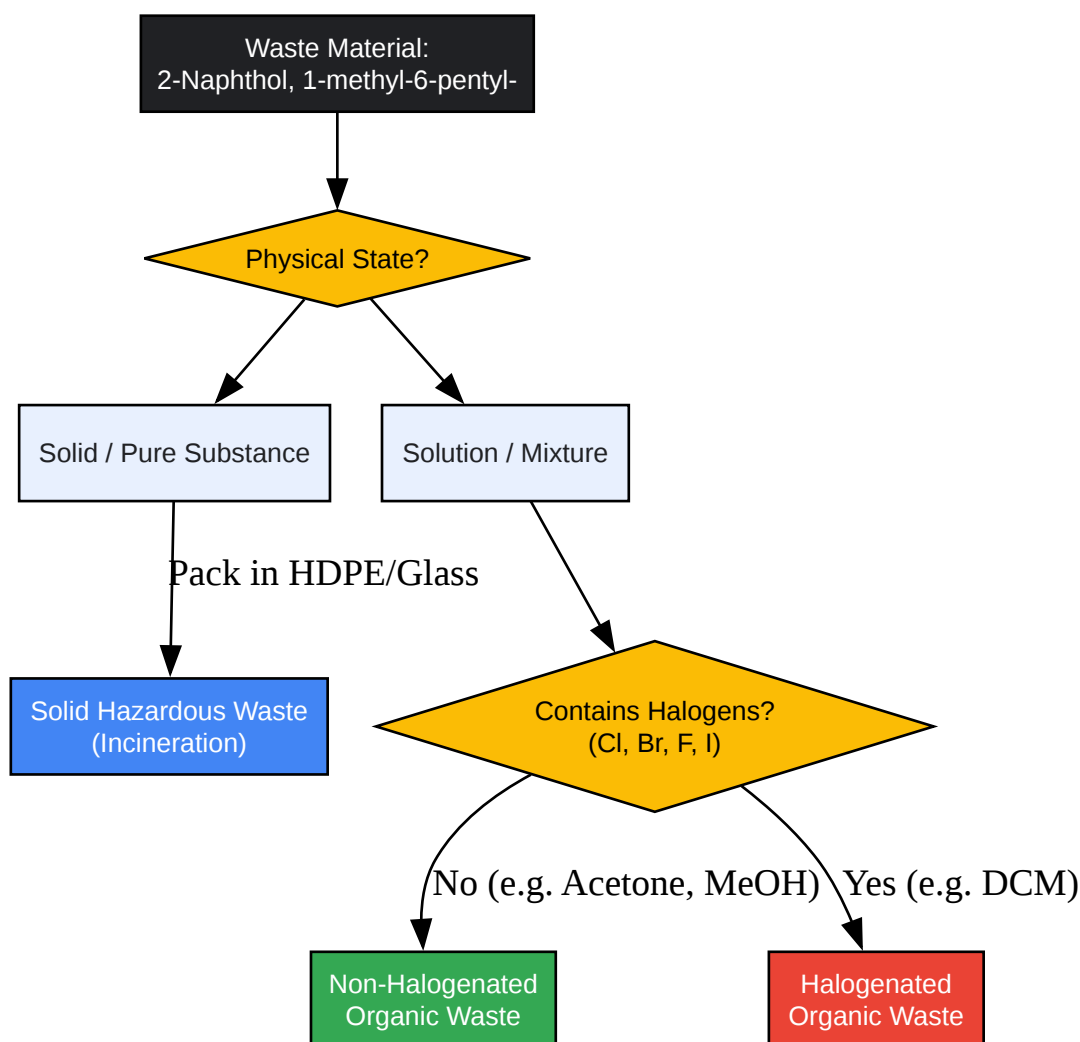 Waste Material:
2-Naphthol, 1-methyl-6-pentyl-
Physical State?
Solid / Pure Substance
Solution / Mixture
Pack in HDPE/Glass
Solid Hazardous Waste
(Incineration)
Contains Halogens?
(Cl, Br, F, I)
No (e.g. Acetone, MeOH)
Yes (e.g. DCM)
Non-Halogenated
Organic Waste
Halogenated
Organic Waste